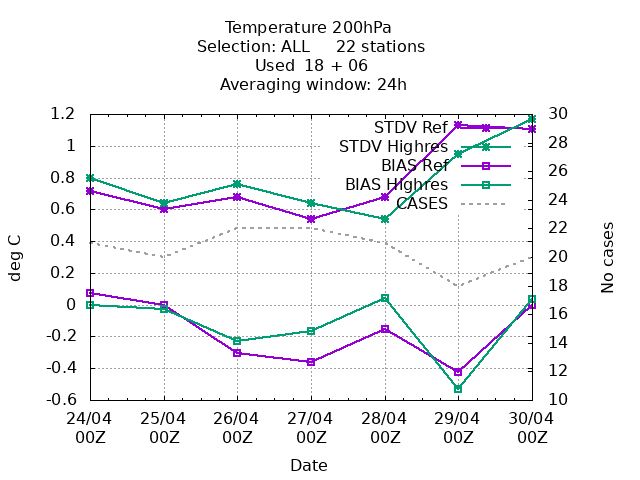 Temperature 200hPa
Selection: ALL     22 stations
Used  18 + 06
Averaging window: 24h
1.2
1
0.8
0.6
0.4
0.2
0
-0.2
-0.4
-0.6
deg C
30
28
26
24
22
20
18
16
14
12
10
No cases
STDV Ref
STDV Highres
BIAS Ref
BIAS Highres
CASES
24/04 25/04 26/04 27/04 28/04 29/04 30/04
00Z 00Z 00Z 00Z 00Z 00Z 00Z
Date